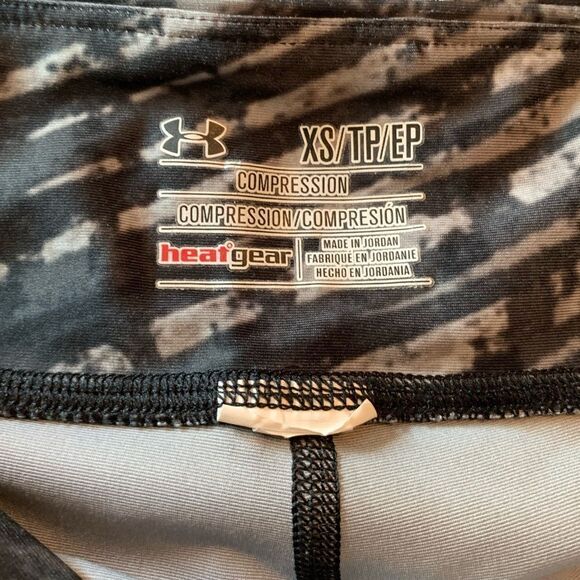 XS/TP/EP
COMPRESSION
COMPRESSION/COMPRESIÓN
heatgear
MADE IN JORDAN
FABRIQUÉ EN JORDANIE
HECHO EN JORDANIA